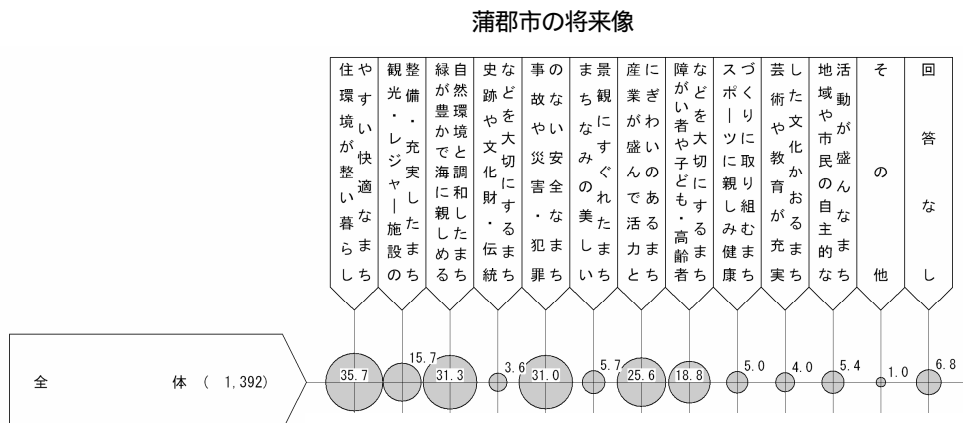 蒲郡市の将来像
住環境が整い暮らし
やすい快適なまち
観光・レジャー施設の
整備・充実したまち
緑が豊かで海に親しめる
自然環境と調和したまち
史跡や文化財・伝統
などを大切にするまち
事故や災害・犯罪
のない安全なまち
まちなみの美しい
景観にすぐれたまち
産業が盛んで活力と
にぎわいのあるまち
障がい者や子ども・高齢者
などを大切にするまち
スポーツに親しみ健康
づくりに取り組むまち
芸術や教育が充実
した文化かおるまち
地域や市民の自主的な
活動が盛んなまち
その他
回答なし
全体(1,392)
35.7
15.7
31.3
3.6
31.0
5.7
25.6
18.8
5.0
4.0
5.4
1.0
6.8